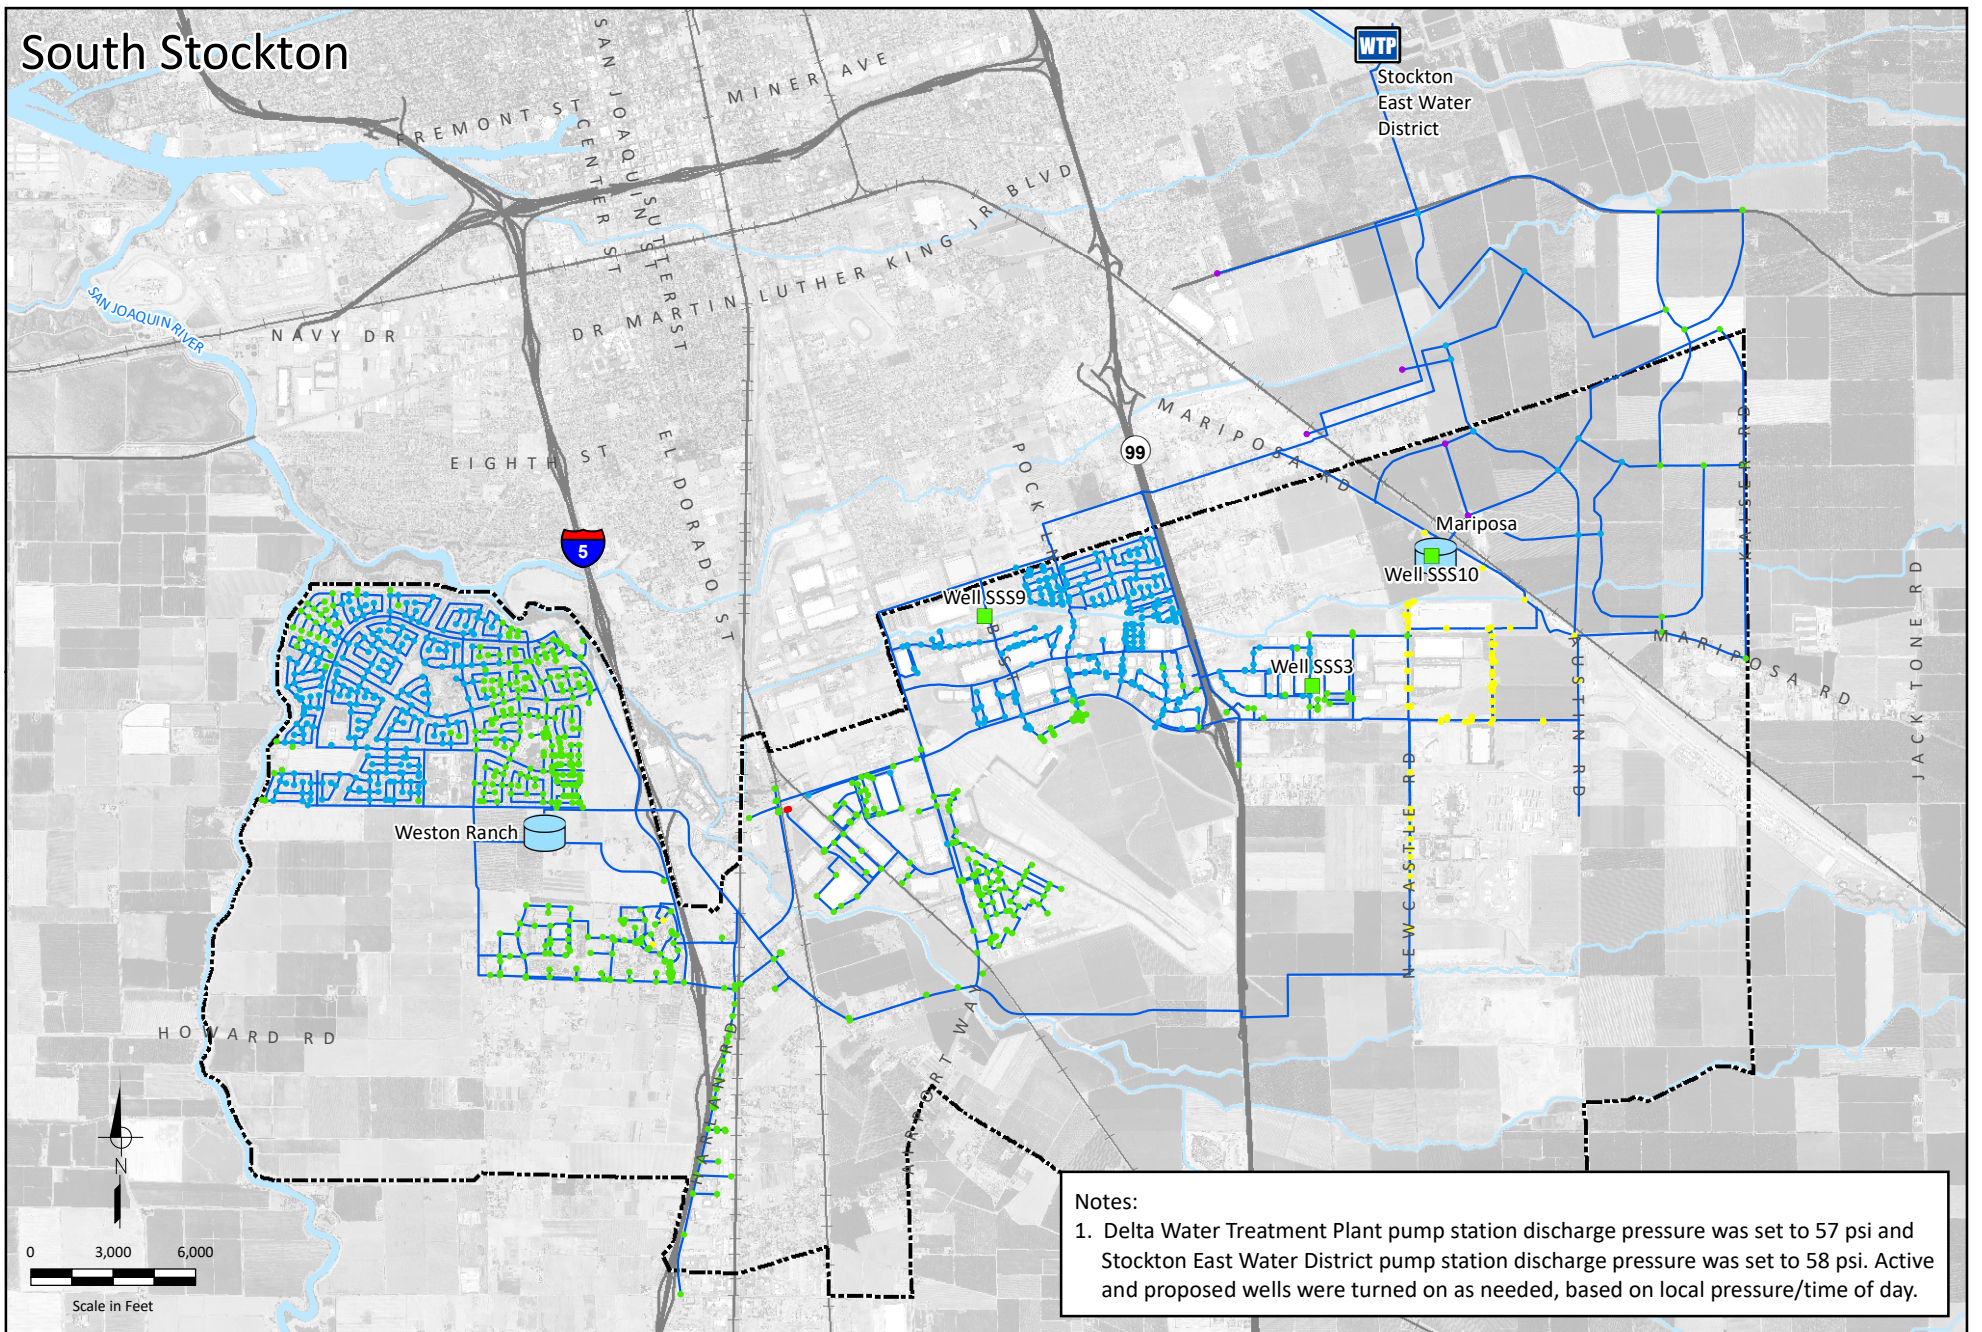 South Stockton
WTP
Stockton
East Water
District
SAN JOAQUIN ST
MINER AVE
FREMONT ST
CENTER ST
SUTTER ST
DR MARTIN LUTHER KING JR BLVD
SAN JOAQUIN RIVER
NAVY DR
MARIPOSA RD
EIGHTH ST
EL DORADO ST
POCK LN
99
5
KAISER RD
Mariposa
Well SSS10
Well SSS9
B ST
JACK TONE RD
MARIPOSA RD
Well SSS3
AUSTIN RD
NEWCASTLE RD
Weston Ranch
HOWARD RD
HARLAN RD
AIRPORT WAY
N
0 3,000 6,000
Scale in Feet
Notes:
1. Delta Water Treatment Plant pump station discharge pressure was set to 57 psi and
Stockton East Water District pump station discharge pressure was set to 58 psi. Active
and proposed wells were turned on as needed, based on local pressure/time of day.